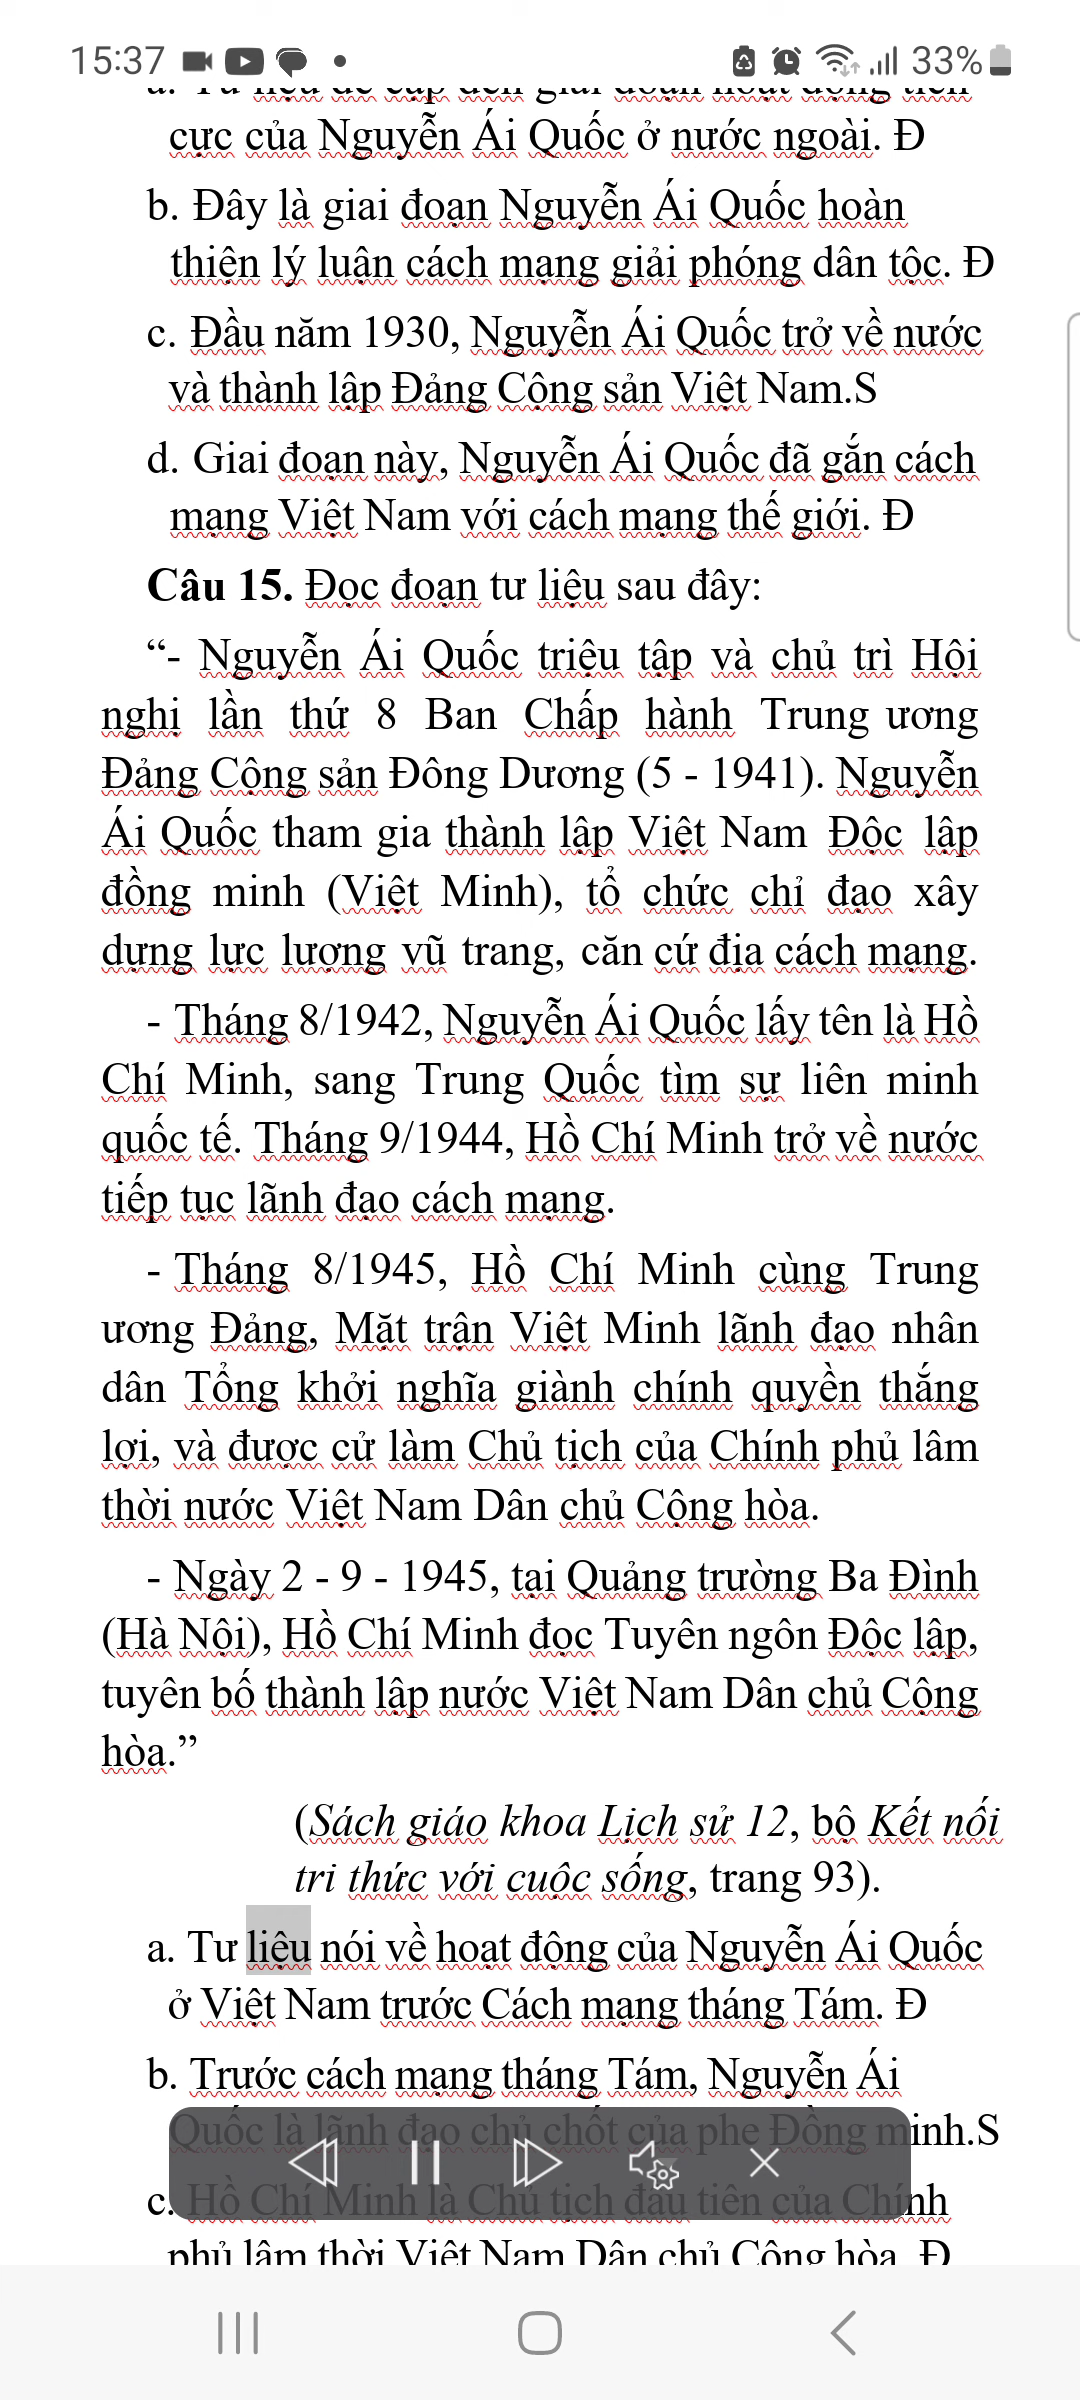 15:37
33%
cực của Nguyễn Ái Quốc ở nước ngoài. Đ
b. Đây là giai đoạn Nguyễn Ái Quốc hoàn
thiện lý luận cách mạng giải phóng dân tộc. Đ
c. Đầu năm 1930, Nguyễn Ái Quốc trở về nước
và thành lập Đảng Cộng sản Việt Nam.S
d. Giai đoạn này, Nguyễn Ái Quốc đã gắn cách
mạng Việt Nam với cách mạng thế giới. Đ
Câu 15. Đọc đoạn tư liệu sau đây:
“- Nguyễn Ái Quốc triệu tập và chủ trì Hội
nghị lần thứ 8 Ban Chấp hành Trung ương
Đảng Cộng sản Đông Dương (5 - 1941). Nguyễn
Ái Quốc tham gia thành lập Việt Nam Độc lập
đồng minh (Việt Minh), tổ chức chỉ đạo xây
dựng lực lượng vũ trang, căn cứ địa cách mạng.
- Tháng 8/1942, Nguyễn Ái Quốc lấy tên là Hồ
Chí Minh, sang Trung Quốc tìm sự liên minh
quốc tế. Tháng 9/1944, Hồ Chí Minh trở về nước
tiếp tục lãnh đạo cách mạng.
- Tháng 8/1945, Hồ Chí Minh cùng Trung
ương Đảng, Mặt trận Việt Minh lãnh đạo nhân
dân Tổng khởi nghĩa giành chính quyền thắng
lợi, và được cử làm Chủ tịch của Chính phủ lâm
thời nước Việt Nam Dân chủ Cộng hòa.
- Ngày 2 - 9 - 1945, tại Quảng trường Ba Đình
(Hà Nội), Hồ Chí Minh đọc Tuyên ngôn Độc lập,
tuyên bố thành lập nước Việt Nam Dân chủ Cộng
hòa.”
(Sách giáo khoa Lịch sử 12, bộ Kết nối
tri thức với cuộc sống, trang 93).
a. Tư liệu nói về hoạt động của Nguyễn Ái Quốc
ở Việt Nam trước Cách mạng tháng Tám. Đ
b. Trước cách mạng tháng Tám, Nguyễn Ái
Quốc là lãnh đạo chủ chốt của phe Đồng minh.S
c. Hồ Chí Minh là Chủ tịch đầu tiên của Chính
phủ lâm thời Việt Nam Dân chủ Cộng hòa. Đ